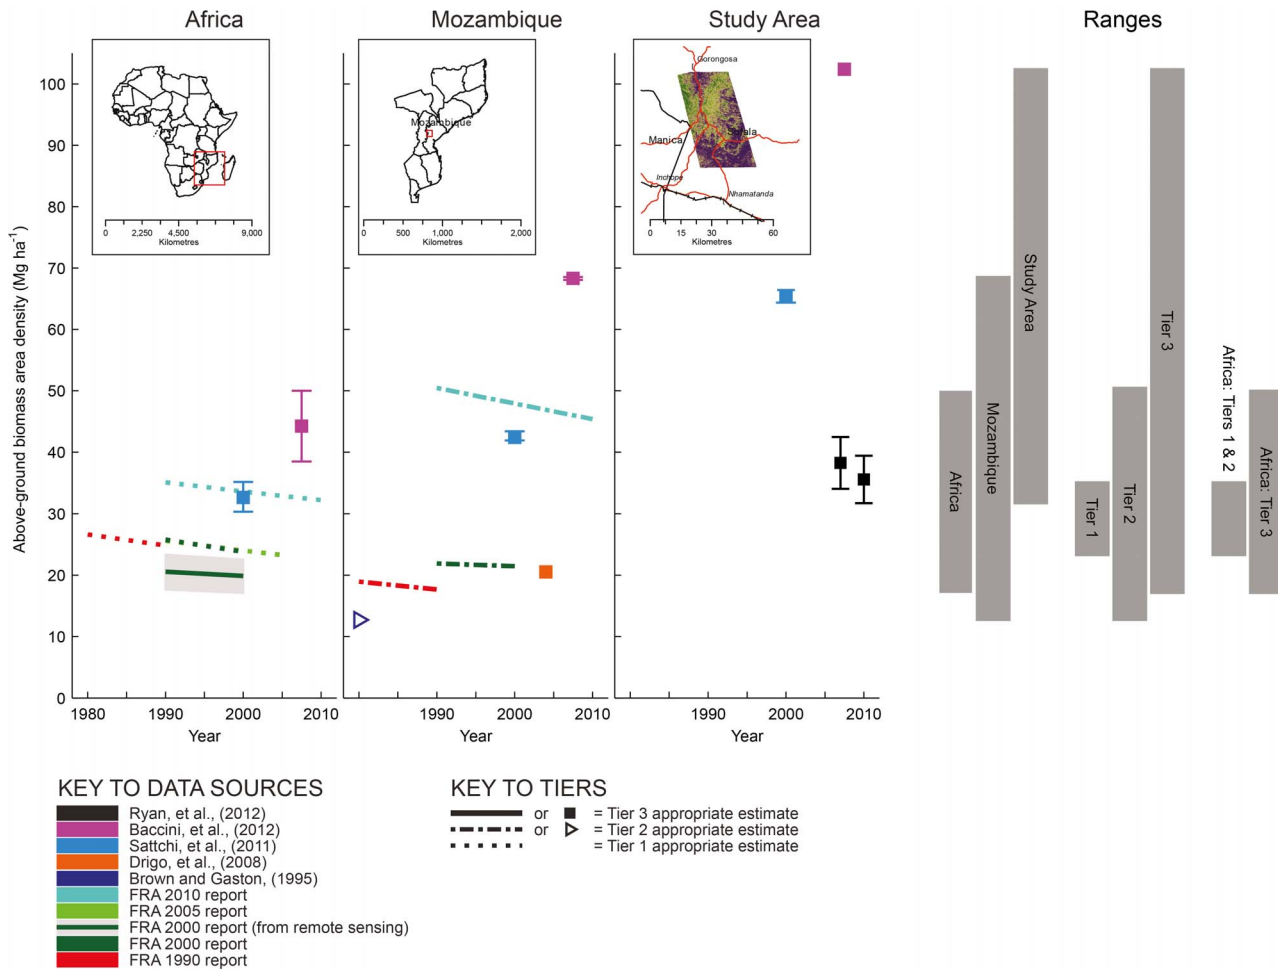 Africa
Mozambique
Study Area
Ranges
Above-ground biomass area density (Mg ha-1)
100
90
80
70
60
50
40
30
20
10
0
0 2,250 4,500 9,000
Kilometres
Mozambique
0 500 1,000 2,000
Kilometres
Gorongosa
Manica
Sofala
Inchope
Nhamatanda
0 15 30 60
Kilometres
1980 1990 2000 2010
Year
1990 2000 2010
Year
1990 2000 2010
Year
Africa
Mozambique
Study Area
Tier 1
Tier 2
Tier 3
Africa: Tiers 1 & 2
Africa: Tier 3
KEY TO DATA SOURCES
Ryan, et al., (2012)
Baccini, et al., (2012)
Sattchi, et al., (2011)
Drigo, et al., (2008)
Brown and Gaston, (1995)
FRA 2010 report
FRA 2005 report
FRA 2000 report (from remote sensing)
FRA 2000 report
FRA 1990 report
KEY TO TIERS
or = Tier 3 appropriate estimate
or = Tier 2 appropriate estimate
= Tier 1 appropriate estimate